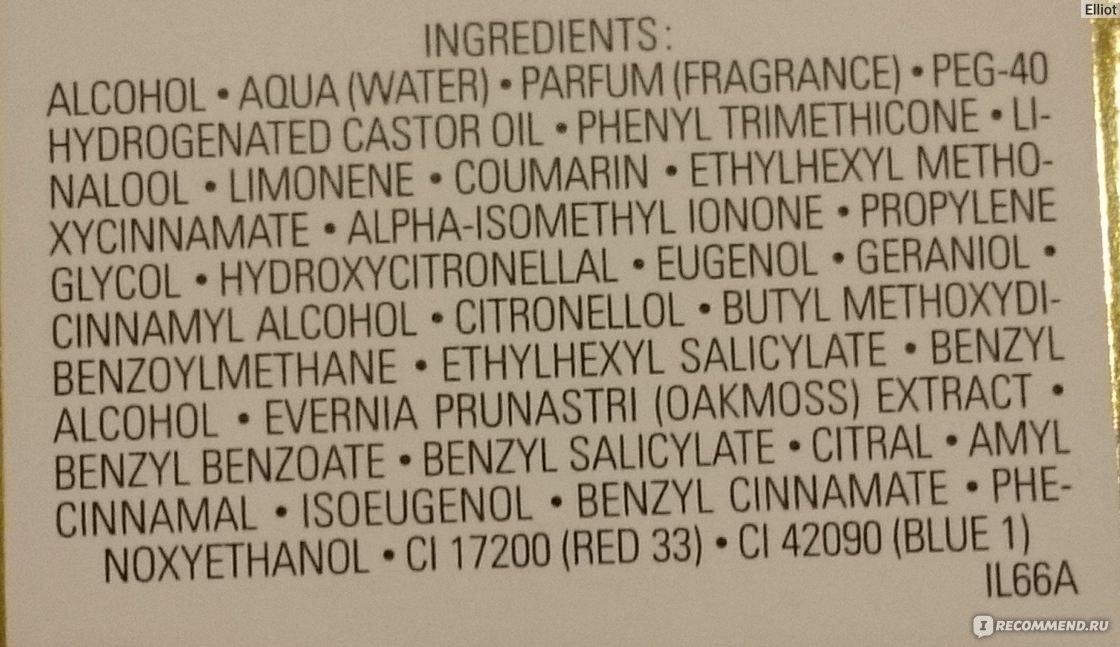 Elliot
INGREDIENTS:
ALCOHOL • AQUA (WATER) • PARFUM (FRAGRANCE) • PEG-40
HYDROGENATED CASTOR OIL • PHENYL TRIMETHICONE • LI-
NALOOL • LIMONENE • COUMARIN • ETHYLHEXYL METHO-
XYCINNAMATE • ALPHA-ISOMETHYL IONONE • PROPYLENE
GLYCOL • HYDROXYCITRONELLAL • EUGENOL • GERANIOL •
CINNAMYL ALCOHOL • CITRONELLOL • BUTYL METHOXYDI-
BENZOYLMETHANE • ETHYLHEXYL SALICYLATE • BENZYL
ALCOHOL • EVERNIA PRUNASTRI (OAKMOSS) EXTRACT •
BENZYL BENZOATE • BENZYL SALICYLATE • CITRAL • AMYL
CINNAMAL • ISOEUGENOL • BENZYL CINNAMATE • PHE-
NOXYETHANOL • CI 17200 (RED 33) • CI 42090 (BLUE 1)
IL66A
I RECOMMEND.RU